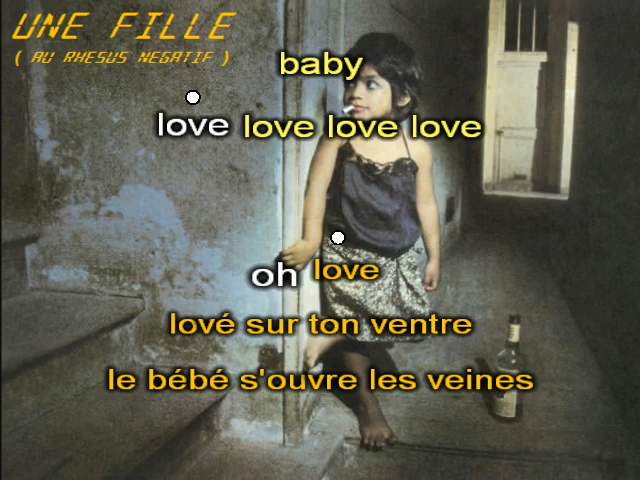 UNE FILLE
( AU RHESUS NEGATIF )
baby
love love love love
oh love
lové sur ton ventre
le bébé s'ouvre les veines